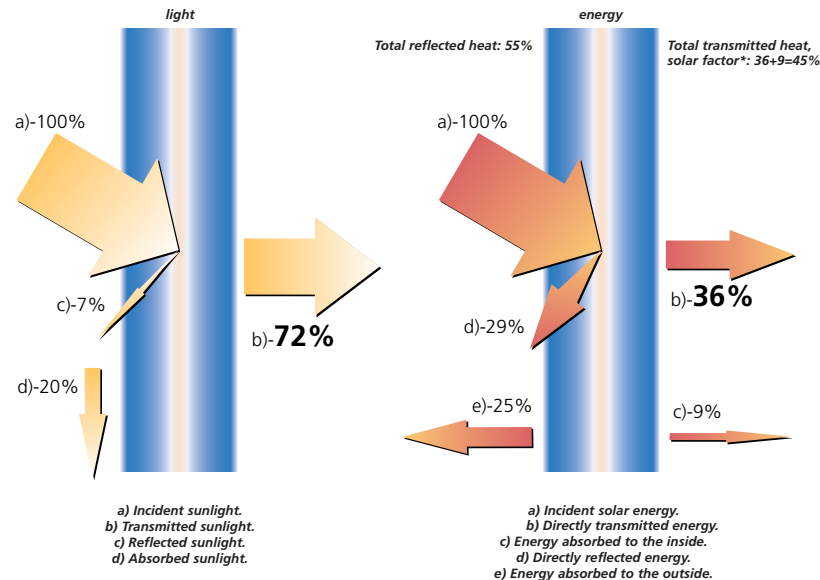 light
a)-100%
c)-7%
b)-72%
d)-20%
a) Incident sunlight.
b) Transmitted sunlight.
c) Reflected sunlight.
d) Absorbed sunlight.
energy
Total reflected heat: 55%
Total transmitted heat,
solar factor*: 36+9=45%
a)-100%
b)-36%
d)-29%
e)-25%
c)-9%
a) Incident solar energy.
b) Directly transmitted energy.
c) Energy absorbed to the inside.
d) Directly reflected energy.
e) Energy absorbed to the outside.